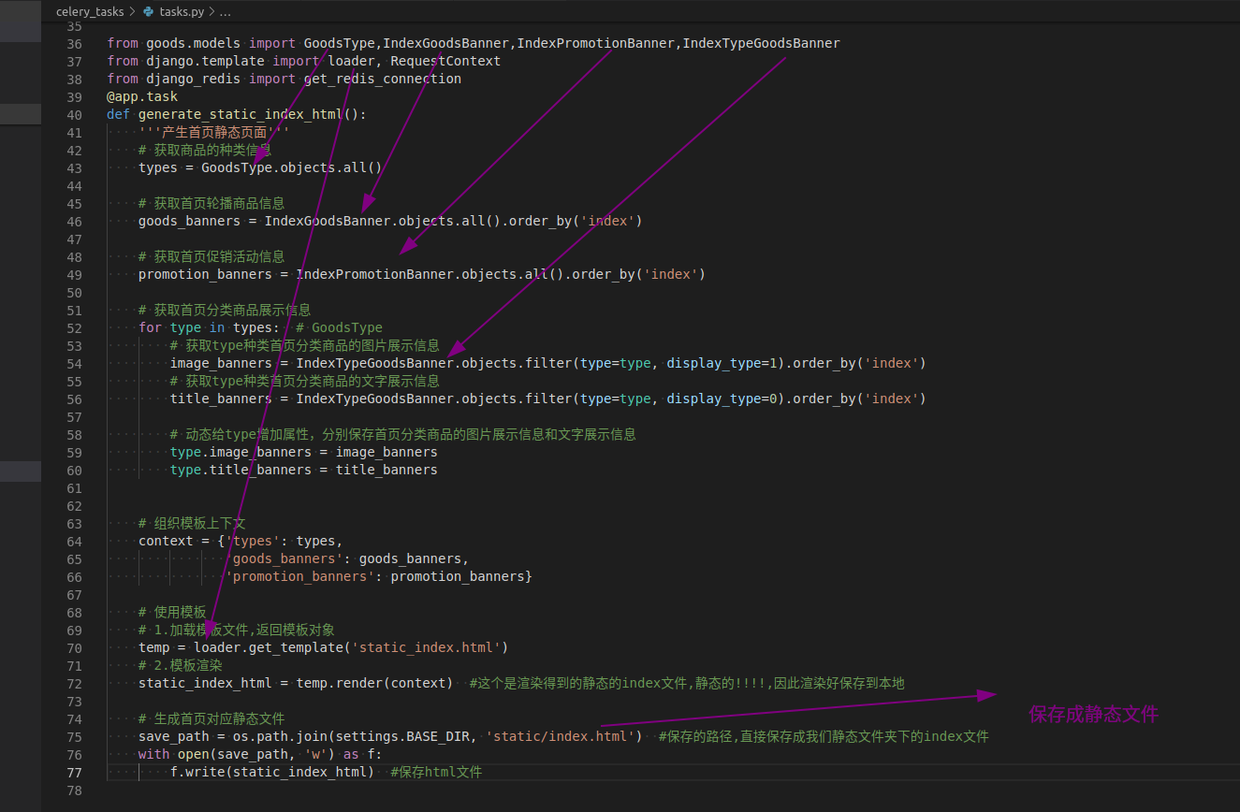 celery_tasks > tasks.py > ...
35
36 from goods.models import GoodsType,IndexGoodsBanner,IndexPromotionBanner,IndexTypeGoodsBanner
37 from django.template import loader, RequestContext
38 from django_redis import get_redis_connection
39 @app.task
40 def generate_static_index_html():
41     '''产生首页静态页面'''
42     # 获取商品的种类信息
43     types = GoodsType.objects.all()
44
45     # 获取首页轮播商品信息
46     goods_banners = IndexGoodsBanner.objects.all().order_by('index')
47
48     # 获取首页促销活动信息
49     promotion_banners = IndexPromotionBanner.objects.all().order_by('index')
50
51     # 获取首页分类商品展示信息
52     for type in types:  # GoodsType
53         # 获取type种类首页分类商品的图片展示信息
54         image_banners = IndexTypeGoodsBanner.objects.filter(type=type, display_type=1).order_by('index')
55         # 获取type种类首页分类商品的文字展示信息
56         title_banners = IndexTypeGoodsBanner.objects.filter(type=type, display_type=0).order_by('index')
57
58         # 动态给type增加属性，分别保存首页分类商品的图片展示信息和文字展示信息
59         type.image_banners = image_banners
60         type.title_banners = title_banners
61
62
63     # 组织模板上下文
64     context = {'types': types,
65                'goods_banners': goods_banners,
66                'promotion_banners': promotion_banners}
67
68     # 使用模板
69     # 1.加载模板文件,返回模板对象
70     temp = loader.get_template('static_index.html')
71     # 2.模板渲染
72     static_index_html = temp.render(context)  #这个是渲染得到的静态的index文件,静态的!!!!,因此渲染好保存到本地
73
保存成静态文件
74     # 生成首页对应静态文件
75     save_path = os.path.join(settings.BASE_DIR, 'static/index.html')  #保存的路径,直接保存成我们静态文件夹下的index文件
76     with open(save_path, 'w') as f:
77         f.write(static_index_html)  #保存html文件
78